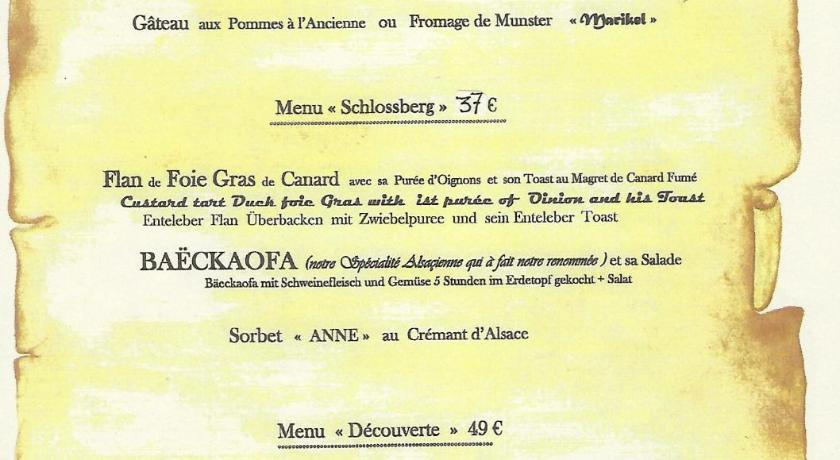 Gâteau aux Pommes à l'Ancienne ou Fromage de Munster « Marikel »
Menu « Schlossberg » 37 €
Flan de Foie Gras de Canard avec sa Purée d'Oignons et son Toast au Magret de Canard Fumé
Custard tart Duck foie Gras with ist purée of Oinion and his Toast
Enteleber Flan Überbacken mit Zwiebelpuree und sein Enteleber Toast
BAËCKAOFA (notre Spécialité Alsaçienne qui à fait notre renommée) et sa Salade
Bäeckaofa mit Schweinefleisch und Gemüse 5 Stunden im Erdetopf gekocht + Salat
Sorbet « ANNE » au Crémant d'Alsace
Menu « Découverte » 49 €